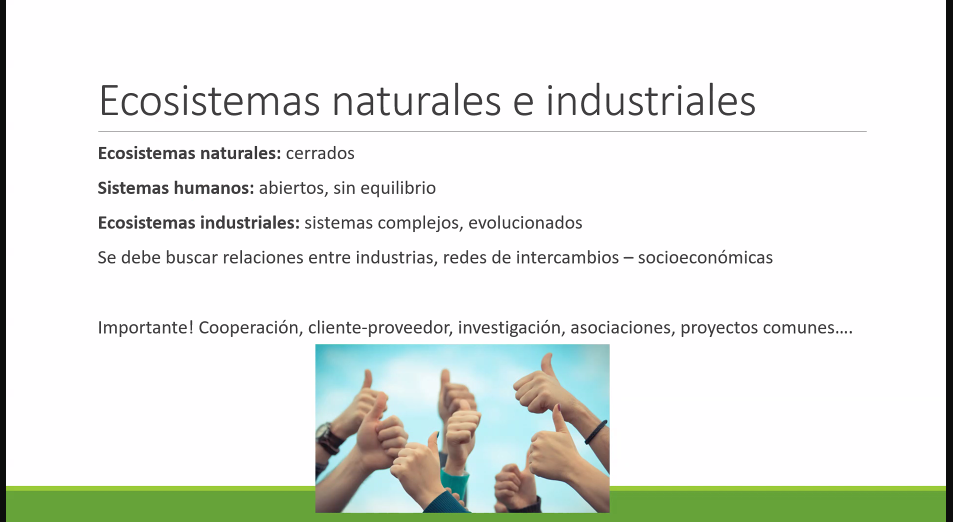 Ecosistemas naturales e industriales
Ecosistemas naturales: cerrados
Sistemas humanos: abiertos, sin equilibrio
Ecosistemas industriales: sistemas complejos, evolucionados
Se debe buscar relaciones entre industrias, redes de intercambios – socioeconómicas
Importante! Cooperación, cliente-proveedor, investigación, asociaciones, proyectos comunes….